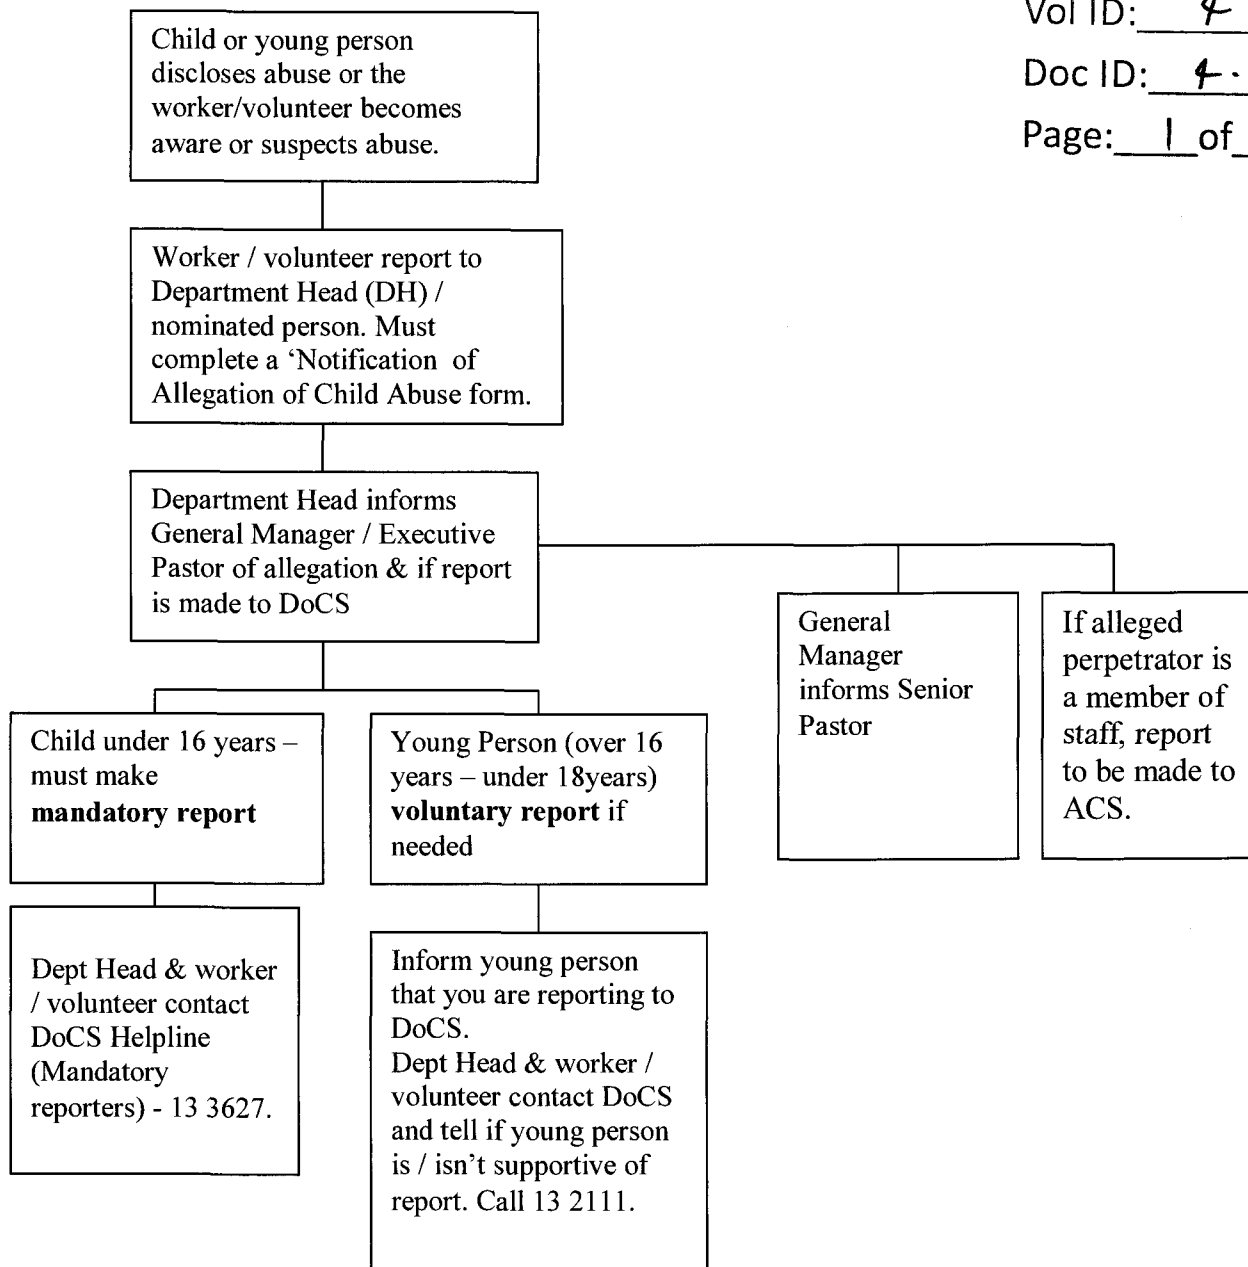 Vol ID: 4
Doc ID: 4.
Page: 1 of
Child or young person
discloses abuse or the
worker/volunteer becomes
aware or suspects abuse.
Worker / volunteer report to
Department Head (DH) /
nominated person. Must
complete a ‘Notification of
Allegation of Child Abuse form.
Department Head informs
General Manager / Executive
Pastor of allegation & if report
is made to DoCS
General
Manager
informs Senior
Pastor
If alleged
perpetrator is
a member of
staff, report
to be made to
ACS.
Child under 16 years –
must make
mandatory report
Young Person (over 16
years – under 18years)
voluntary report if
needed
Dept Head & worker
/ volunteer contact
DoCS Helpline
(Mandatory
reporters) - 13 3627.
Inform young person
that you are reporting to
DoCS.
Dept Head & worker /
volunteer contact DoCS
and tell if young person
is / isn’t supportive of
report. Call 13 2111.